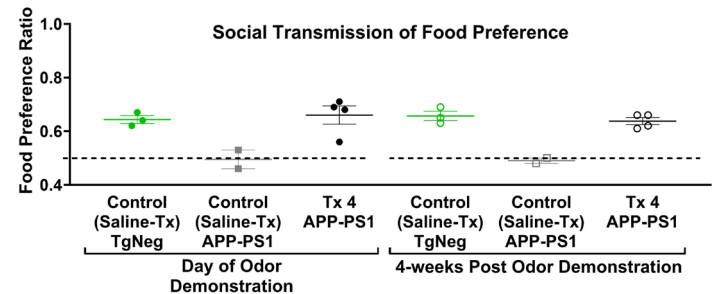 Social Transmission of Food Preference
Food Preference Ratio
1.0
0.8
0.6
0.4
Control
(Saline-Tx)
TgNeg
Control
(Saline-Tx)
APP-PS1
Tx 4
APP-PS1
Control
(Saline-Tx)
TgNeg
Control
(Saline-Tx)
APP-PS1
Tx 4
APP-PS1
Day of Odor
Demonstration
4-weeks Post Odor Demonstration